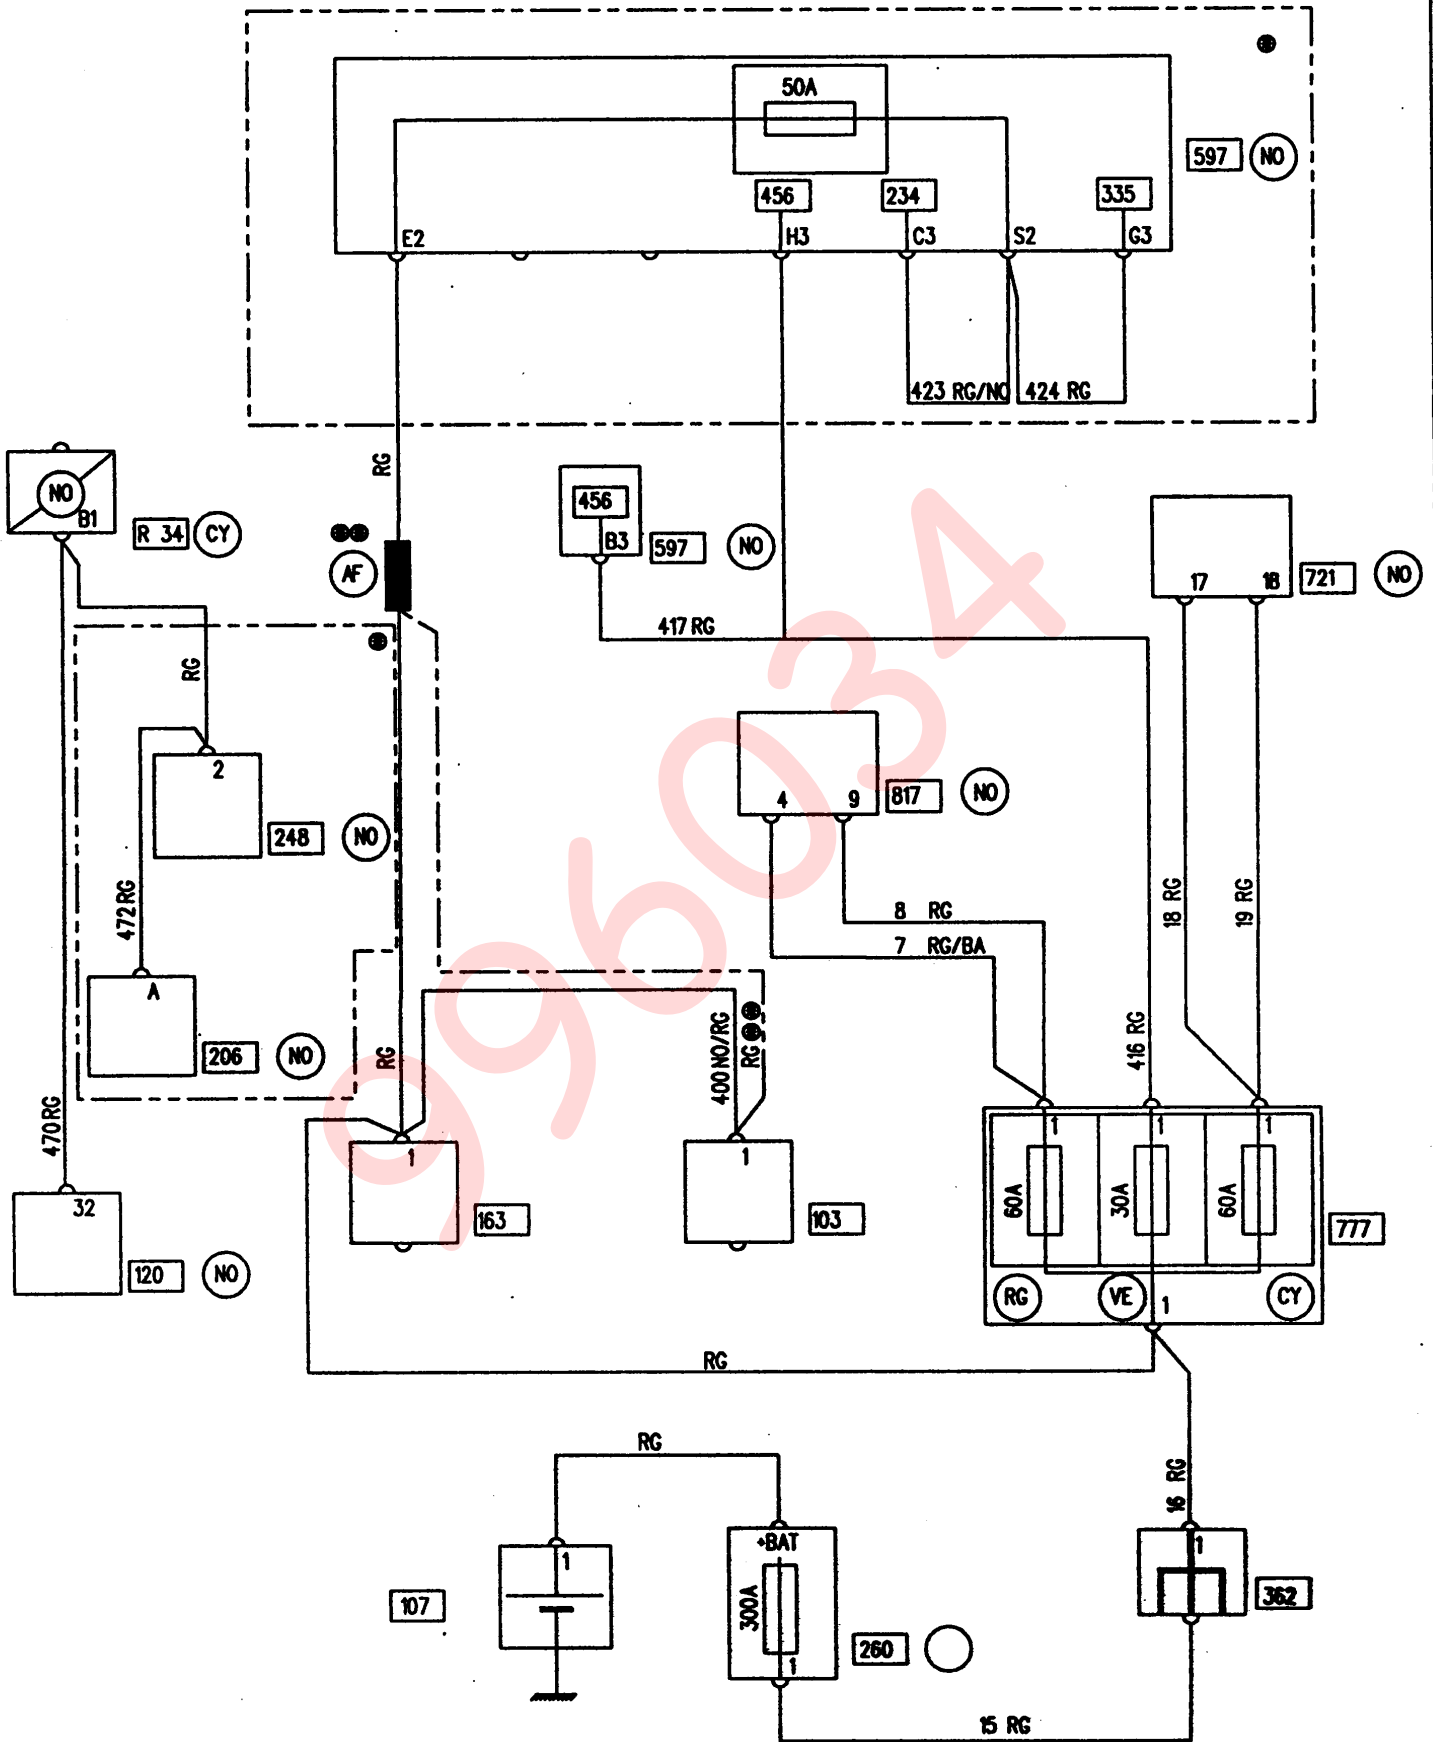 50A
597 NO
456 234 335
E2 H3 C3 S2 G3
423 RG/NO 424 RG
RG
NO
B1
R 34 CY
AF
456
B3
597 NO
17 18
721 NO
417 RG
RG
2
248 NO
4 9
817 NO
472 RG
8 RG
7 RG/BA
18 RG
19 RG
A
206 NO
RG
400 NO/RG
RG
416 RG
470 RG
1
163
1
103
1 1 1
60A 30A 60A
777
RG VE CY
1
32
120 NO
RG
RG
16 RG
1
107
+BAT
300A
1
260
1
362
15 RG
996034